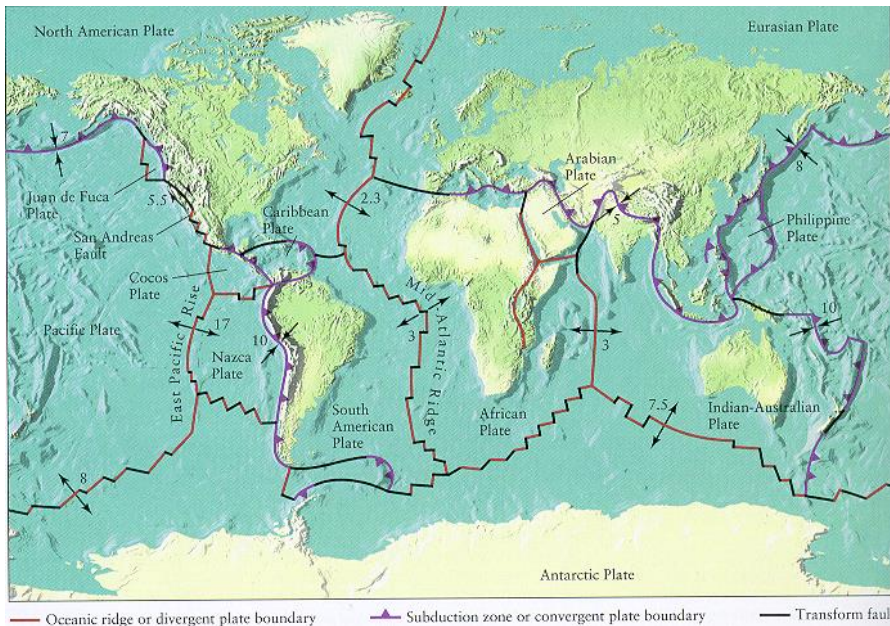 North American Plate
Eurasian Plate
7
Juan de Fuca
Plate
5.5
San Andreas
Fault
Caribbean
Plate
2.3
Arabian
Plate
5
8
Philippine
Plate
Cocos
Plate
Pacific Plate
East Pacific Rise
17
Nazca
Plate
10
Mid-Atlantic Ridge
3
3
10
South
American
Plate
African
Plate
7.5
Indian-Australian
Plate
8
Antarctic Plate
Oceanic ridge or divergent plate boundary
Subduction zone or convergent plate boundary
Transform faul